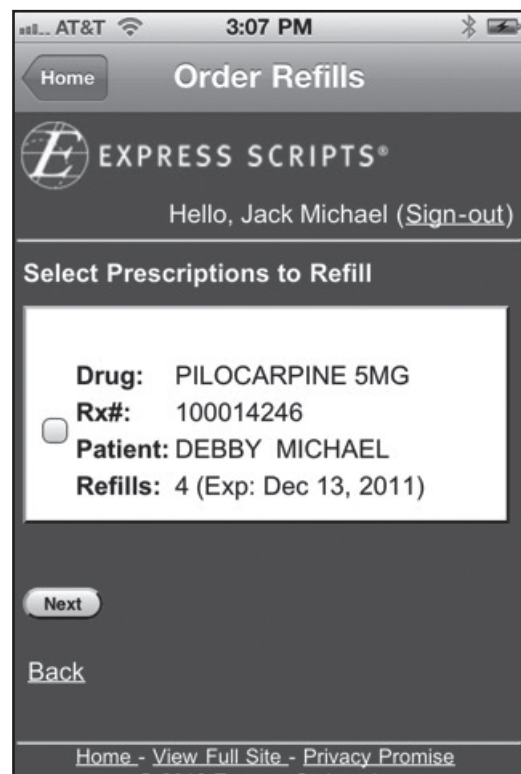 AT&T 3:07 PM
Home Order Refills
EXPRESS SCRIPTS®
Hello, Jack Michael (Sign-out)
Select Prescriptions to Refill
Drug: PILOCARPINE 5MG
Rx#: 100014246
Patient: DEBBY MICHAEL
Refills: 4 (Exp: Dec 13, 2011)
Next
Back
Home - View Full Site - Privacy Promise